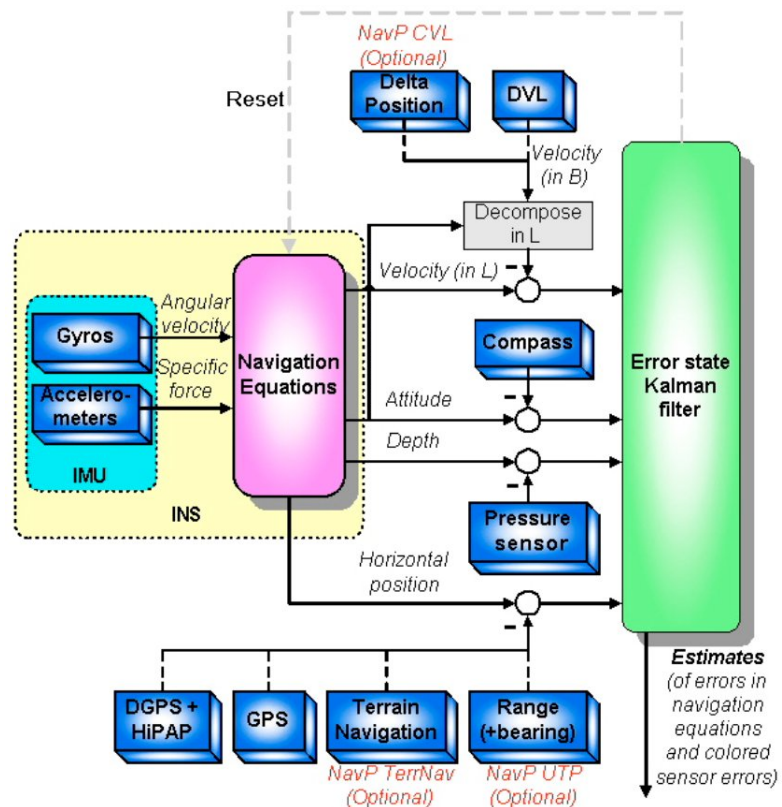 NavP CVL
(Optional)
Reset
Delta
Position
DVL
Velocity
(in B)
Decompose
in L
Velocity (in L)
Angular
velocity
Gyros
Specific
force
Accelero-
meters
IMU
INS
Navigation
Equations
Compass
Attitude
Depth
Pressure
sensor
Error state
Kalman
filter
Horizontal
position
DGPS +
HiPAP
GPS
Terrain
Navigation
NavP TerrNav
(Optional)
Range
(+bearing)
NavP UTP
(Optional)
Estimates
(of errors in
navigation
equations
and colored
sensor errors)